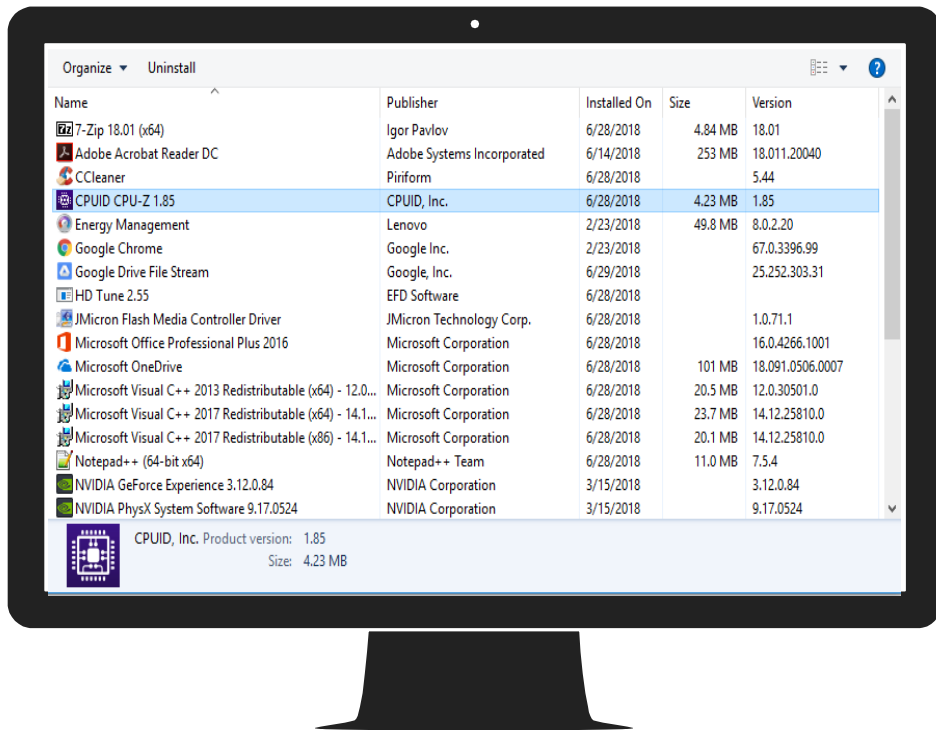 Organize Uninstall ?
Name Publisher Installed On Size Version
7z 7-Zip 18.01 (x64) Igor Pavlov 6/28/2018 4.84 MB 18.01
Adobe Acrobat Reader DC Adobe Systems Incorporated 6/14/2018 253 MB 18.011.20040
CCleaner Piriform 6/28/2018 5.44
CPUID CPU-Z 1.85 CPUID, Inc. 6/28/2018 4.23 MB 1.85
Energy Management Lenovo 2/23/2018 49.8 MB 8.0.2.20
Google Chrome Google Inc. 2/23/2018 67.0.3396.99
Google Drive File Stream Google, Inc. 6/29/2018 25.252.303.31
HD Tune 2.55 EFD Software 6/28/2018
JMicron Flash Media Controller Driver JMicron Technology Corp. 6/28/2018 1.0.71.1
Microsoft Office Professional Plus 2016 Microsoft Corporation 6/28/2018 16.0.4266.1001
Microsoft OneDrive Microsoft Corporation 6/28/2018 101 MB 18.091.0506.0007
Microsoft Visual C++ 2013 Redistributable (x64) - 12.0... Microsoft Corporation 6/28/2018 20.5 MB 12.0.30501.0
Microsoft Visual C++ 2017 Redistributable (x64) - 14.1... Microsoft Corporation 6/28/2018 23.7 MB 14.12.25810.0
Microsoft Visual C++ 2017 Redistributable (x86) - 14.1... Microsoft Corporation 6/28/2018 20.1 MB 14.12.25810.0
Notepad++ (64-bit x64) Notepad++ Team 6/28/2018 11.0 MB 7.5.4
NVIDIA GeForce Experience 3.12.0.84 NVIDIA Corporation 3/15/2018 3.12.0.84
NVIDIA PhysX System Software 9.17.0524 NVIDIA Corporation 3/15/2018 9.17.0524
CPUID, Inc. Product version: 1.85
Size: 4.23 MB